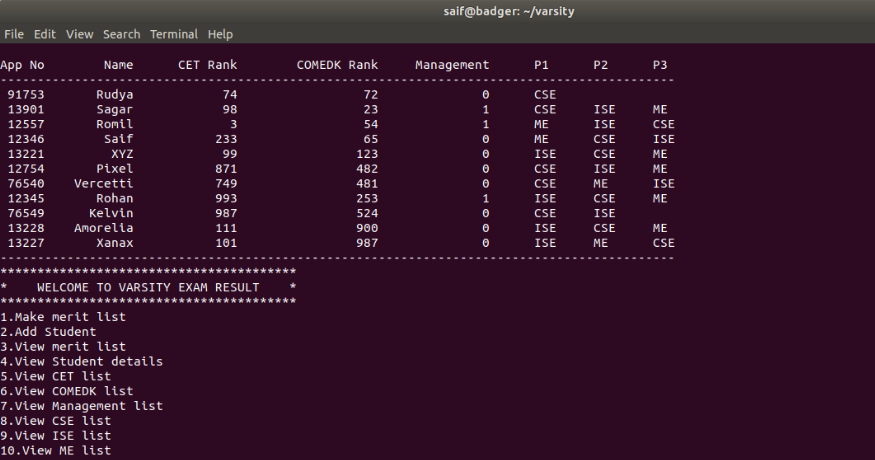 saif@badger: ~/varsity
File Edit View Search Terminal Help
App No Name CET Rank COMEDK Rank Management P1 P2 P3
-------------------------------------------------------------------------------------------
91753 Rudya 74 72 0 CSE
13901 Sagar 98 23 1 CSE ISE ME
12557 Romil 3 54 1 ME ISE CSE
12346 Saif 233 65 0 ME CSE ISE
13221 XYZ 99 123 0 ISE CSE ME
12754 Pixel 871 482 0 CSE ISE ME
76540 Vercetti 749 481 0 CSE ME ISE
12345 Rohan 993 253 1 ISE CSE ME
76549 Kelvin 987 524 0 CSE ISE
13228 Amorelia 111 900 0 ISE CSE ME
13227 Xanax 101 987 0 ISE ME CSE
-------------------------------------------------------------------------------------------
****************************************
* WELCOME TO VARSITY EXAM RESULT *
****************************************
1.Make merit list
2.Add Student
3.View merit list
4.View Student details
5.View CET list
6.View COMEDK list
7.View Management list
8.View CSE list
9.View ISE list
10.View ME list